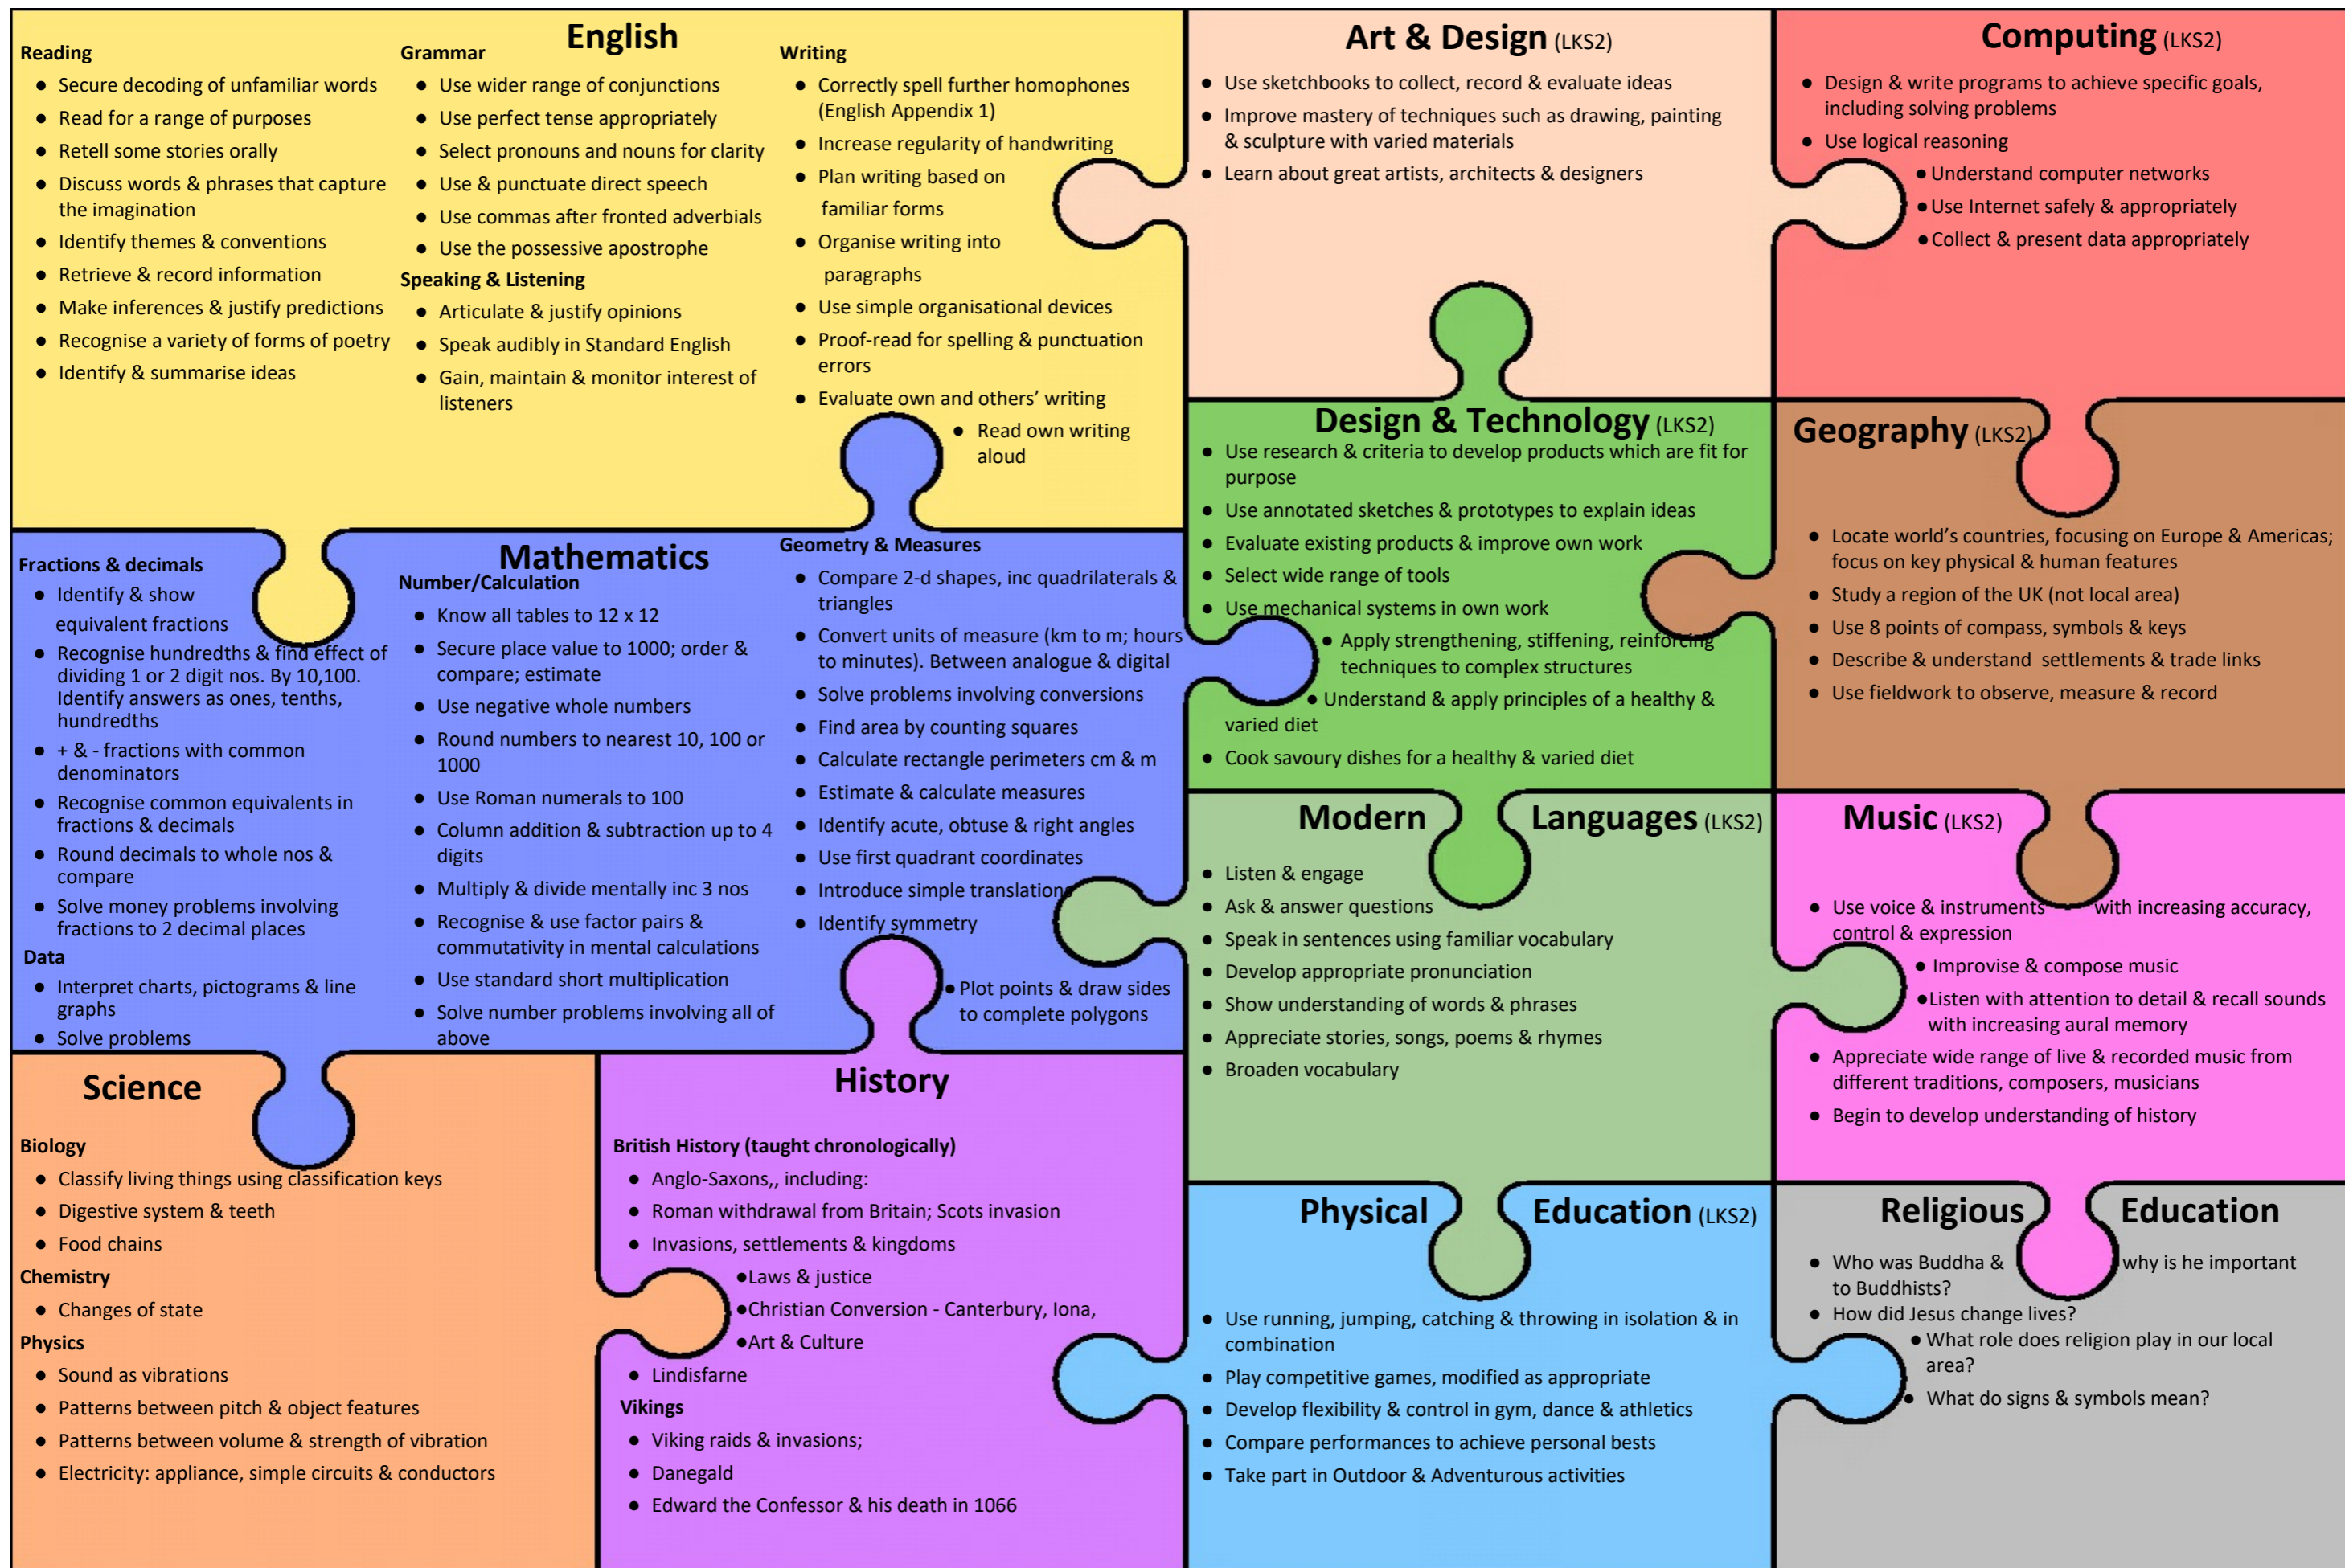 English
Reading
● Secure decoding of unfamiliar words
● Read for a range of purposes
● Retell some stories orally
● Discuss words & phrases that capture
the imagination
● Identify themes & conventions
● Retrieve & record information
● Make inferences & justify predictions
● Recognise a variety of forms of poetry
● Identify & summarise ideas
Grammar
● Use wider range of conjunctions
● Use perfect tense appropriately
● Select pronouns and nouns for clarity
● Use & punctuate direct speech
● Use commas after fronted adverbials
● Use the possessive apostrophe
Speaking & Listening
● Articulate & justify opinions
● Speak audibly in Standard English
● Gain, maintain & monitor interest of
listeners
Writing
● Correctly spell further homophones
(English Appendix 1)
● Increase regularity of handwriting
● Plan writing based on
familiar forms
● Organise writing into
paragraphs
● Use simple organisational devices
● Proof-read for spelling & punctuation
errors
● Evaluate own and others’ writing
● Read own writing
aloud
Art & Design (LKS2)
● Use sketchbooks to collect, record & evaluate ideas
● Improve mastery of techniques such as drawing, painting
& sculpture with varied materials
● Learn about great artists, architects & designers
Computing (LKS2)
● Design & write programs to achieve specific goals,
including solving problems
● Use logical reasoning
● Understand computer networks
● Use Internet safely & appropriately
● Collect & present data appropriately
Design & Technology (LKS2)
● Use research & criteria to develop products which are fit for
purpose
● Use annotated sketches & prototypes to explain ideas
● Evaluate existing products & improve own work
● Select wide range of tools
● Use mechanical systems in own work
● Apply strengthening, stiffening, reinforcing
techniques to complex structures
● Understand & apply principles of a healthy &
varied diet
● Cook savoury dishes for a healthy & varied diet
Geography (LKS2)
● Locate world’s countries, focusing on Europe & Americas;
focus on key physical & human features
● Study a region of the UK (not local area)
● Use 8 points of compass, symbols & keys
● Describe & understand settlements & trade links
● Use fieldwork to observe, measure & record
Mathematics
Fractions & decimals
● Identify & show
equivalent fractions
● Recognise hundredths & find effect of
dividing 1 or 2 digit nos. By 10,100.
Identify answers as ones, tenths,
hundredths
● + & - fractions with common
denominators
● Recognise common equivalents in
fractions & decimals
● Round decimals to whole nos &
compare
● Solve money problems involving
fractions to 2 decimal places
Data
● Interpret charts, pictograms & line
graphs
● Solve problems
Number/Calculation
● Know all tables to 12 x 12
● Secure place value to 1000; order &
compare; estimate
● Use negative whole numbers
● Round numbers to nearest 10, 100 or
1000
● Use Roman numerals to 100
● Column addition & subtraction up to 4
digits
● Multiply & divide mentally inc 3 nos
● Recognise & use factor pairs &
commutativity in mental calculations
● Use standard short multiplication
● Solve number problems involving all of
above
Geometry & Measures
● Compare 2-d shapes, inc quadrilaterals &
triangles
● Convert units of measure (km to m; hours
to minutes). Between analogue & digital
● Solve problems involving conversions
● Find area by counting squares
● Calculate rectangle perimeters cm & m
● Estimate & calculate measures
● Identify acute, obtuse & right angles
● Use first quadrant coordinates
● Introduce simple translations
● Identify symmetry
● Plot points & draw sides
to complete polygons
Modern Languages (LKS2)
● Listen & engage
● Ask & answer questions
● Speak in sentences using familiar vocabulary
● Develop appropriate pronunciation
● Show understanding of words & phrases
● Appreciate stories, songs, poems & rhymes
● Broaden vocabulary
Music (LKS2)
● Use voice & instruments with increasing accuracy,
control & expression
● Improvise & compose music
● Listen with attention to detail & recall sounds
with increasing aural memory
● Appreciate wide range of live & recorded music from
different traditions, composers, musicians
● Begin to develop understanding of history
Science
Biology
● Classify living things using classification keys
● Digestive system & teeth
● Food chains
Chemistry
● Changes of state
Physics
● Sound as vibrations
● Patterns between pitch & object features
● Patterns between volume & strength of vibration
● Electricity: appliance, simple circuits & conductors
History
British History (taught chronologically)
● Anglo-Saxons,, including:
● Roman withdrawal from Britain; Scots invasion
● Invasions, settlements & kingdoms
● Laws & justice
● Christian Conversion - Canterbury, Iona,
● Art & Culture
● Lindisfarne
Vikings
● Viking raids & invasions;
● Danegald
● Edward the Confessor & his death in 1066
Physical Education (LKS2)
● Use running, jumping, catching & throwing in isolation & in
combination
● Play competitive games, modified as appropriate
● Develop flexibility & control in gym, dance & athletics
● Compare performances to achieve personal bests
● Take part in Outdoor & Adventurous activities
Religious Education
● Who was Buddha & why is he important
to Buddhists?
● How did Jesus change lives?
● What role does religion play in our local
area?
● What do signs & symbols mean?